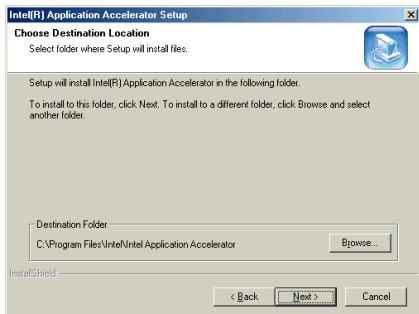 Intel(R) Application Accelerator Setup
Choose Destination Location
Select folder where Setup will install files.
Setup will install Intel(R) Application Accelerator in the following folder.
To install to this folder, click Next. To install to a different folder, click Browse and select
another folder.
Destination Folder
C:\Program Files\Intel\Intel Application Accelerator
Browse...
InstallShield
< Back
Next >
Cancel